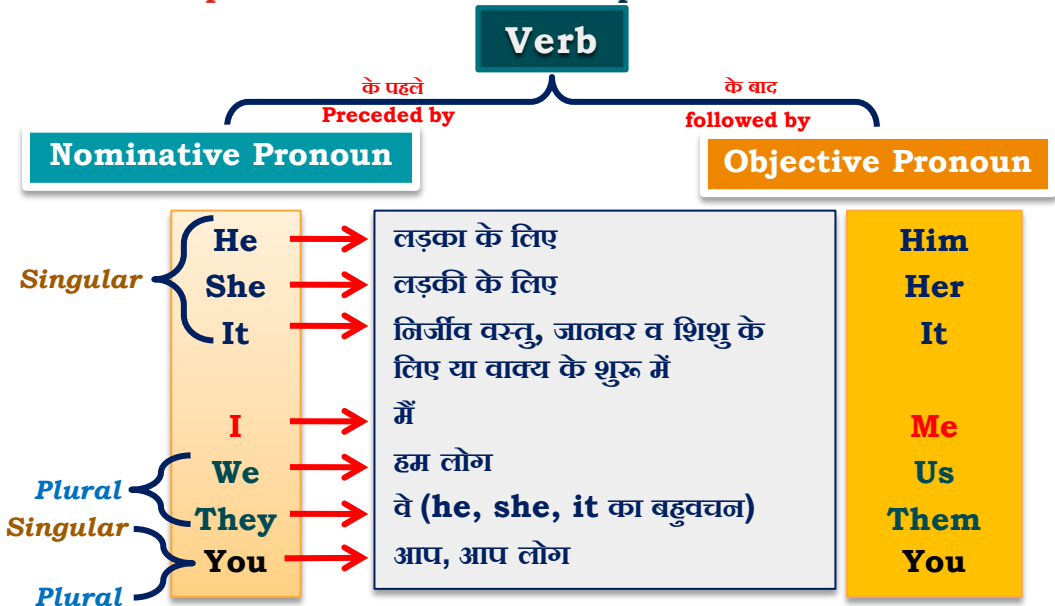 Verb
के पहले
Preceded by
के बाद
followed by
Nominative Pronoun
Objective Pronoun
Singular
He
लड़का के लिए
Him
She
लड़की के लिए
Her
It
निर्जीव वस्तु, जानवर व शिशु के
लिए या वाक्य के शुरू में
It
I
मैं
Me
Plural
We
हम लोग
Us
Singular
They
वे (he, she, it का बहुवचन)
Them
You
आप, आप लोग
You
Plural